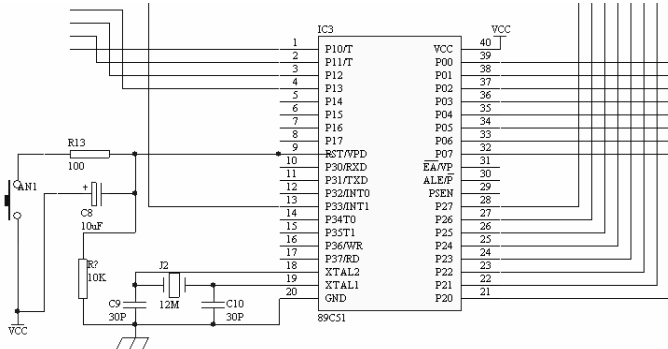 IC3
VCC
1 P10/T VCC 40
2 P11/T P00 39
3 P12 P01 38
4 P13 P02 37
5 P14 P03 36
6 P15 P04 35
7 P16 P05 34
8 P17 P06 33
9 RST/VPD P07 32
10 P30/RXD EA/VP 31
11 P31/TXD ALE/P 30
12 P32/INT0 PSEN 29
13 P33/INT1 P27 28
14 P34T0 P26 27
15 P35T1 P25 26
16 P36/WR P24 25
17 P37/RD P23 24
18 XTAL2 P22 23
19 XTAL1 P21 22
20 GND P20 21
89C51
R13
100
AN1
+
C8
10uF
R?
10K
J2
12M
C9
30P
C10
30P
VCC